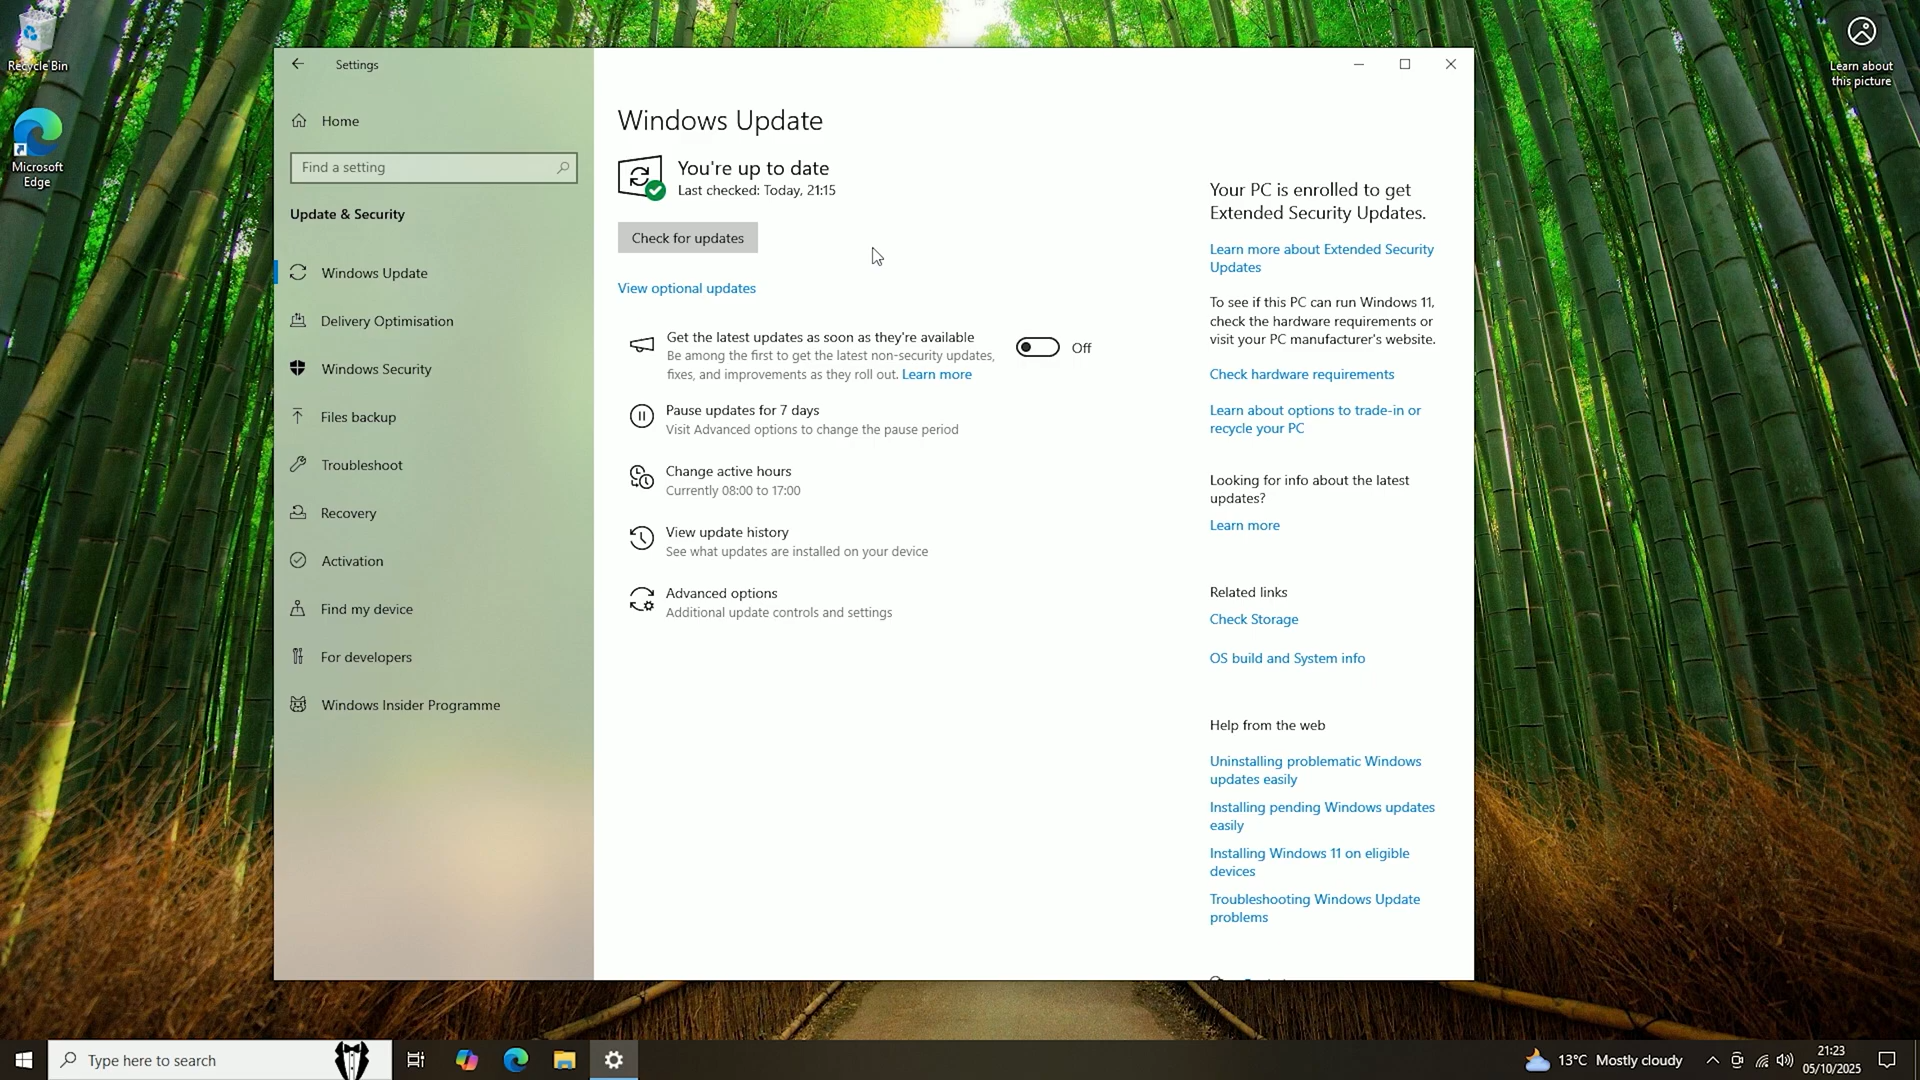 Recycle Bin
Microsoft
Edge
Learn about
this picture
Settings
Home
Find a setting
Update & Security
Windows Update
Delivery Optimisation
Windows Security
Files backup
Troubleshoot
Recovery
Activation
Find my device
For developers
Windows Insider Programme
Windows Update
You're up to date
Last checked: Today, 21:15
Check for updates
View optional updates
Get the latest updates as soon as they're available
Be among the first to get the latest non-security updates,
fixes, and improvements as they roll out. Learn more
Off
Pause updates for 7 days
Visit Advanced options to change the pause period
Change active hours
Currently 08:00 to 17:00
View update history
See what updates are installed on your device
Advanced options
Additional update controls and settings
Your PC is enrolled to get
Extended Security Updates.
Learn more about Extended Security
Updates
To see if this PC can run Windows 11,
check the hardware requirements or
visit your PC manufacturer's website.
Check hardware requirements
Learn about options to trade-in or
recycle your PC
Looking for info about the latest
updates?
Learn more
Related links
Check Storage
OS build and System info
Help from the web
Uninstalling problematic Windows
updates easily
Installing pending Windows updates
easily
Installing Windows 11 on eligible
devices
Troubleshooting Windows Update
problems
Type here to search
13°C Mostly cloudy
21:23
05/10/2025